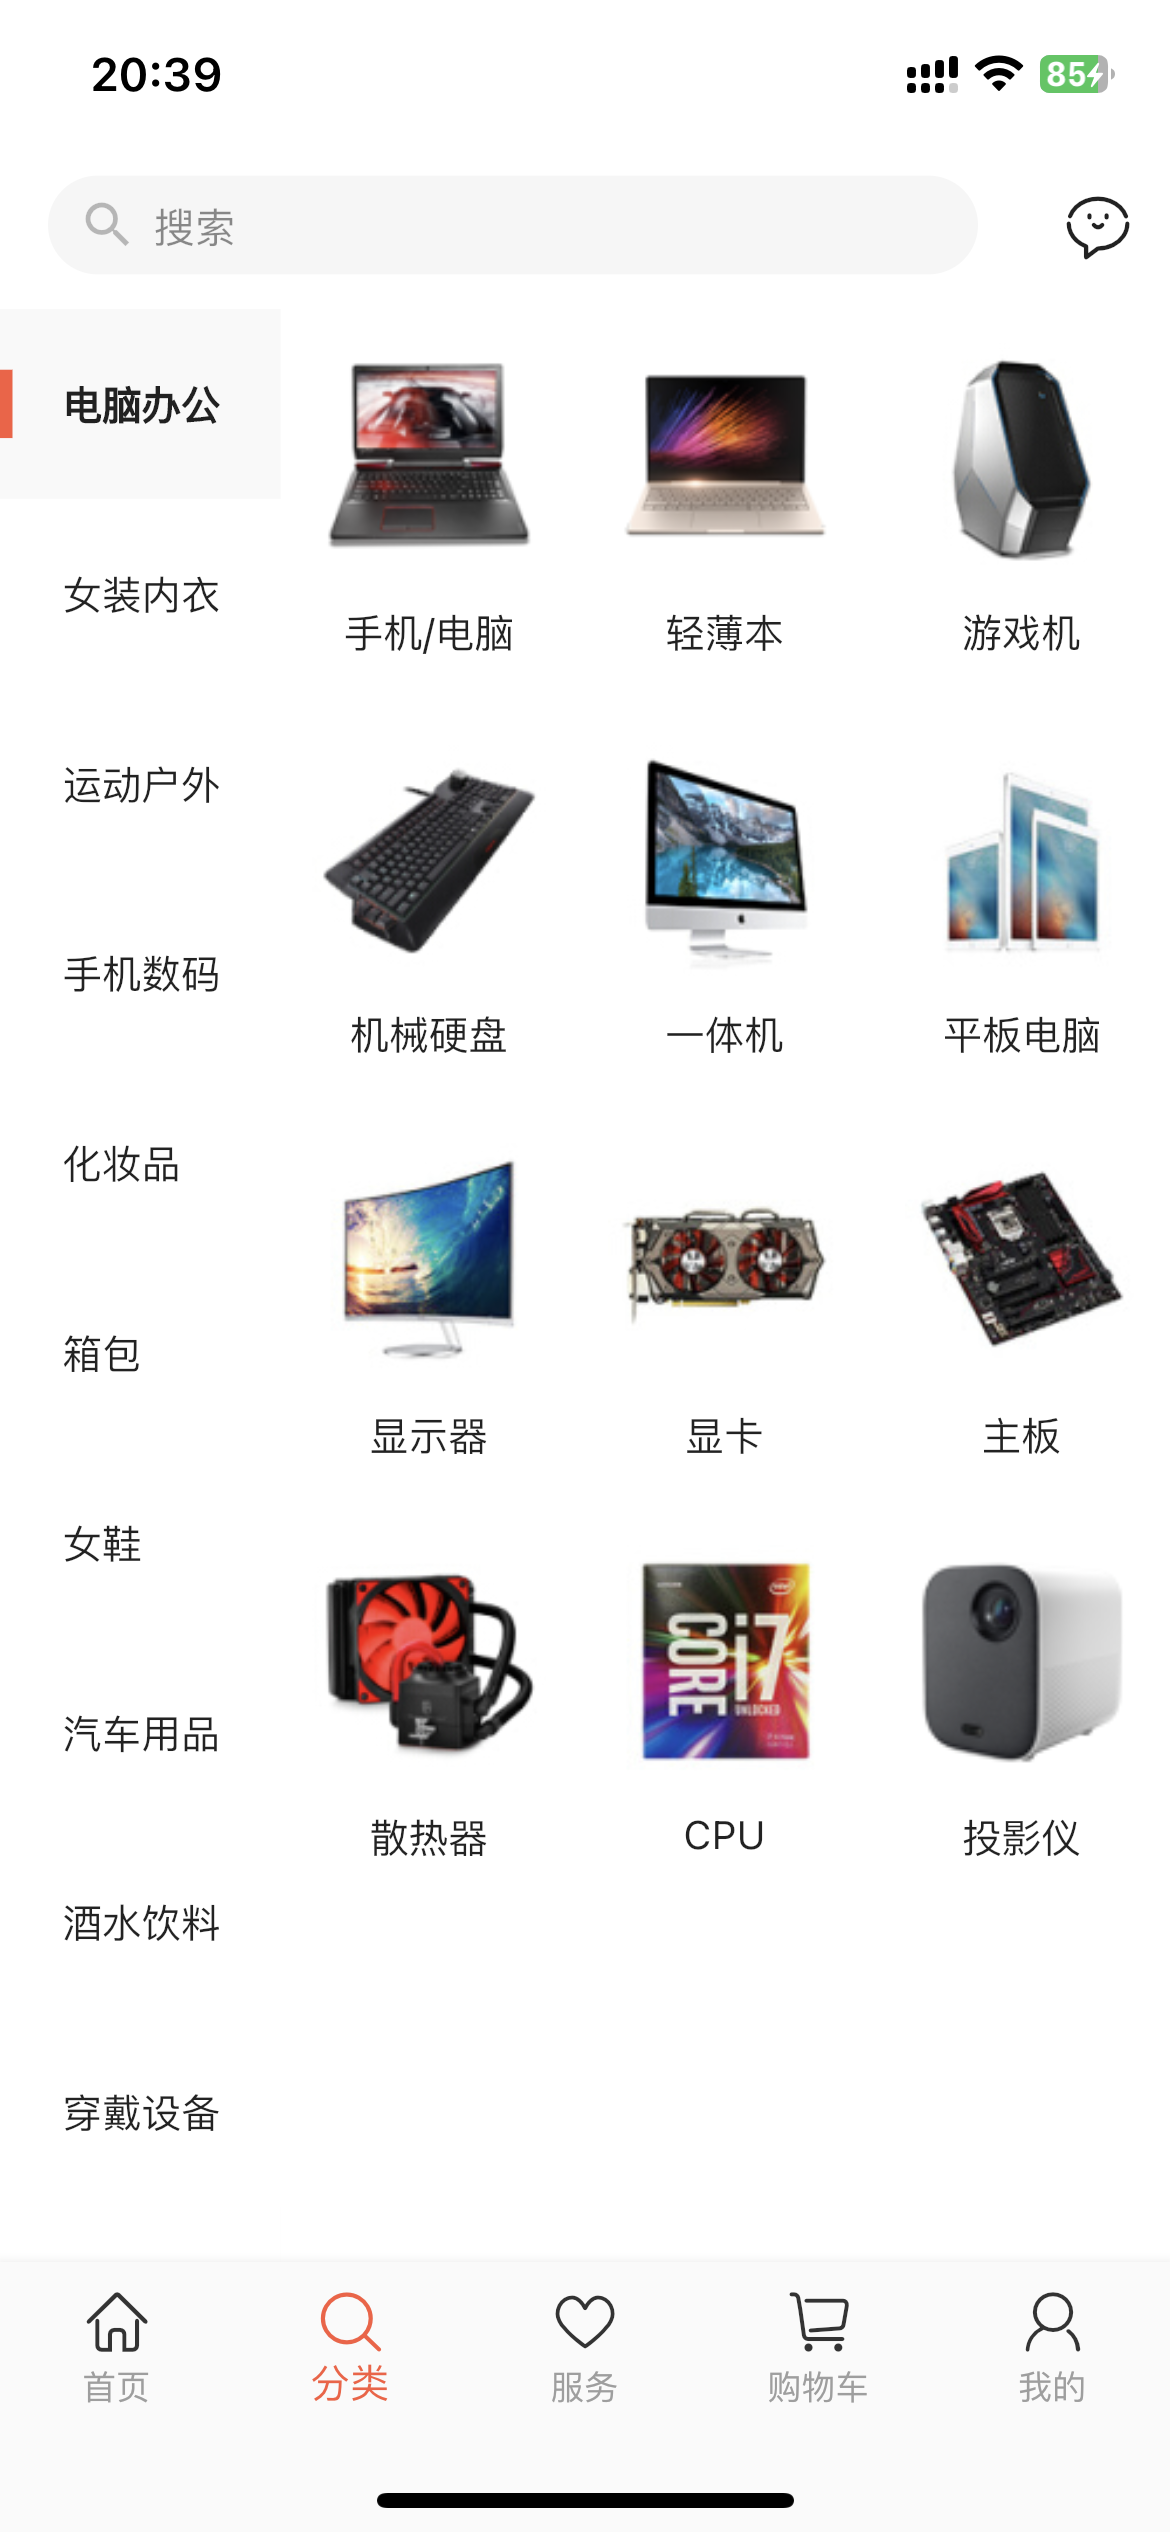 20:39
85
搜索
电脑办公
女装内衣
运动户外
手机数码
化妆品
箱包
女鞋
汽车用品
酒水饮料
穿戴设备
手机/电脑
轻薄本
游戏机
机械硬盘
一体机
平板电脑
显示器
显卡
主板
CORE i7
UNLOCKED
散热器
CPU
投影仪
首页
分类
服务
购物车
我的